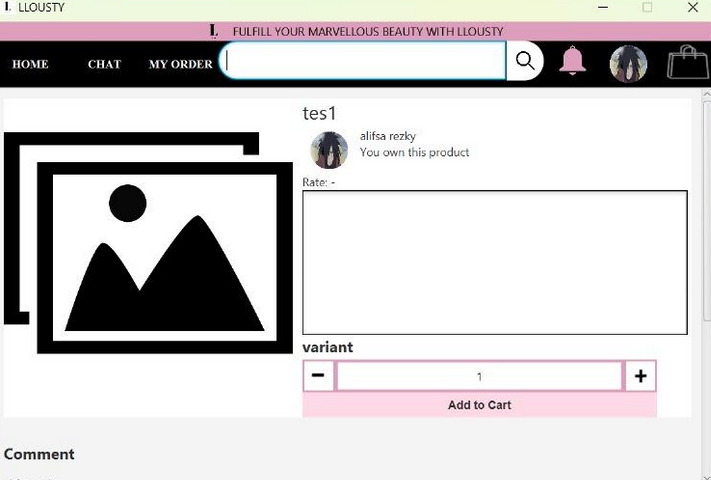 L LLOUSTY
L FULFILL YOUR MARVELLOUS BEAUTY WITH LLOUSTY
HOME CHAT MY ORDER
tes1
alifsa rezky
You own this product
Rate: -
variant
1
Add to Cart
Comment